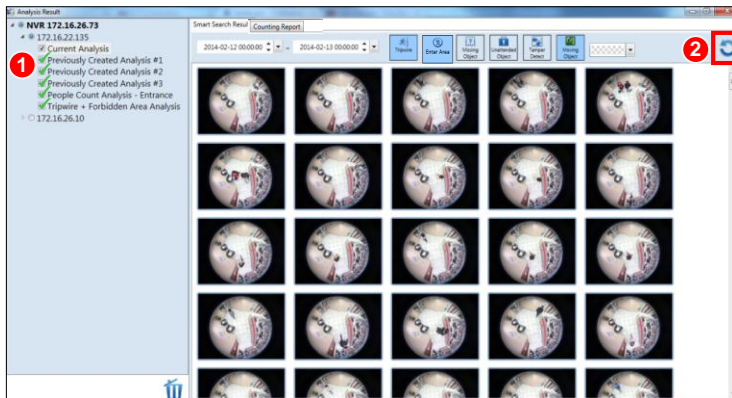 Analysis Result
NVR 172.16.26.73
172.16.22.135
Current Analysis
1
Previously Created Analysis #1
Previously Created Analysis #2
Previously Created Analysis #3
People Count Analysis - Entrance
Tripwire + Forbidden Area Analysis
172.16.26.10
Smart Search Resul
Counting Report
2014-02-12 00:00:00 - 2014-02-13 00:00:00
Tripwire
Enter Area
Missing Object
Unattended Object
Tamper Detect
Moving Object
2